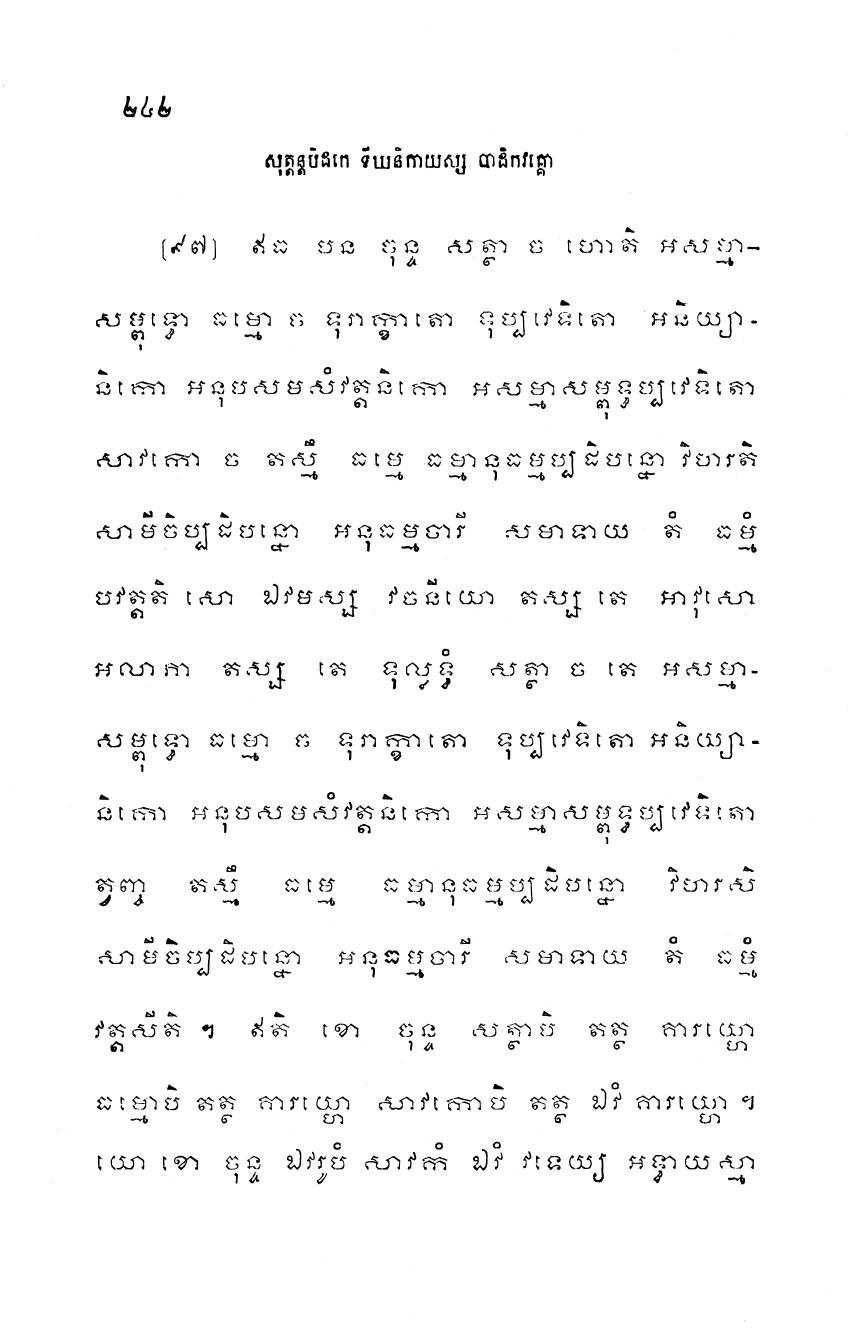 ២៤២
សុត្តន្តបិដកេ ទីឃនិកាយស្ស បាដិកវគ្គោ
[៩៧] ឥធ បន ចុន្ទ សត្ថា ច ហោតិ អសម្មា-
សម្ពុទ្ធោ ធម្មោ ច ទុរាក្ខាតោ ទុប្បវេទិតោ អនិយ្យា-
និកោ អនុបសមសំវត្តនិកោ អសម្មាសម្ពុទ្ធប្បវេទិតោ
សាវកោ ច តស្មឹ ធម្មេ ធម្មានុធម្មប្បដិបន្នោ វិហរតិ
សាមីចិប្បដិបន្នោ អនុធម្មចារី សមាទាយ តំ ធម្មំ
បវត្តតិ សោ ឯវមស្ស វចនីយោ តស្ស តេ អាវុសោ
អលាភា តស្ស តេ ទុល្លទ្ធំ សត្ថា ច តេ អសម្មា-
សម្ពុទ្ធោ ធម្មោ ច ទុរាក្ខាតោ ទុប្បវេទិតោ អនិយ្យា-
និកោ អនុបសមសំវត្តនិកោ អសម្មាសម្ពុទ្ធប្បវេទិតោ
ត្វញ្ច តស្មឹ ធម្មេ ធម្មានុធម្មប្បដិបន្នោ វិហរសិ
សាមីចិប្បដិបន្នោ អនុធម្មចារី សមាទាយ តំ ធម្មំ
វត្តសីតិ ។ ឥតិ ខោ ចុន្ទ សត្ថាបិ តត្ថ គារយ្ហោ
ធម្មោបិ តត្ថ គារយ្ហោ សាវកោបិ តត្ថ ឯវំ គារយ្ហោ ។
យោ ខោ ចុន្ទ ឯវរូបំ សាវកំ ឯវំ វទេយ្យ អទ្ធាយស្មា